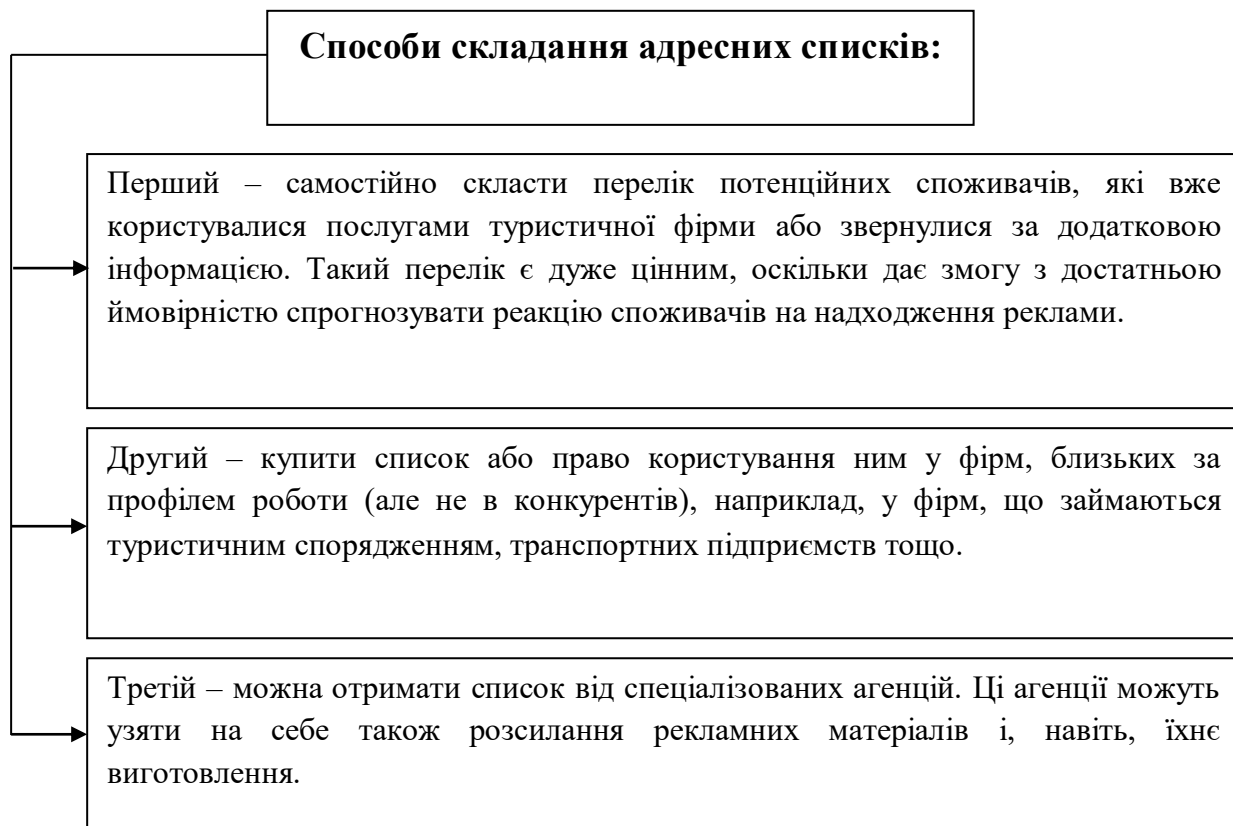 Способи складання адресних списків:
Перший – самостійно скласти перелік потенційних споживачів, які вже
користувалися послугами туристичної фірми або звернулися за додатковою
інформацією. Такий перелік є дуже цінним, оскільки дає змогу з достатньою
ймовірністю спрогнозувати реакцію споживачів на надходження реклами.
Другий – купити список або право користування ним у фірм, близьких за
профілем роботи (але не в конкурентів), наприклад, у фірм, що займаються
туристичним спорядженням, транспортних підприємств тощо.
Третій – можна отримати список від спеціалізованих агенцій. Ці агенції можуть
узяти на себе також розсилання рекламних матеріалів і, навіть, їхнє
виготовлення.